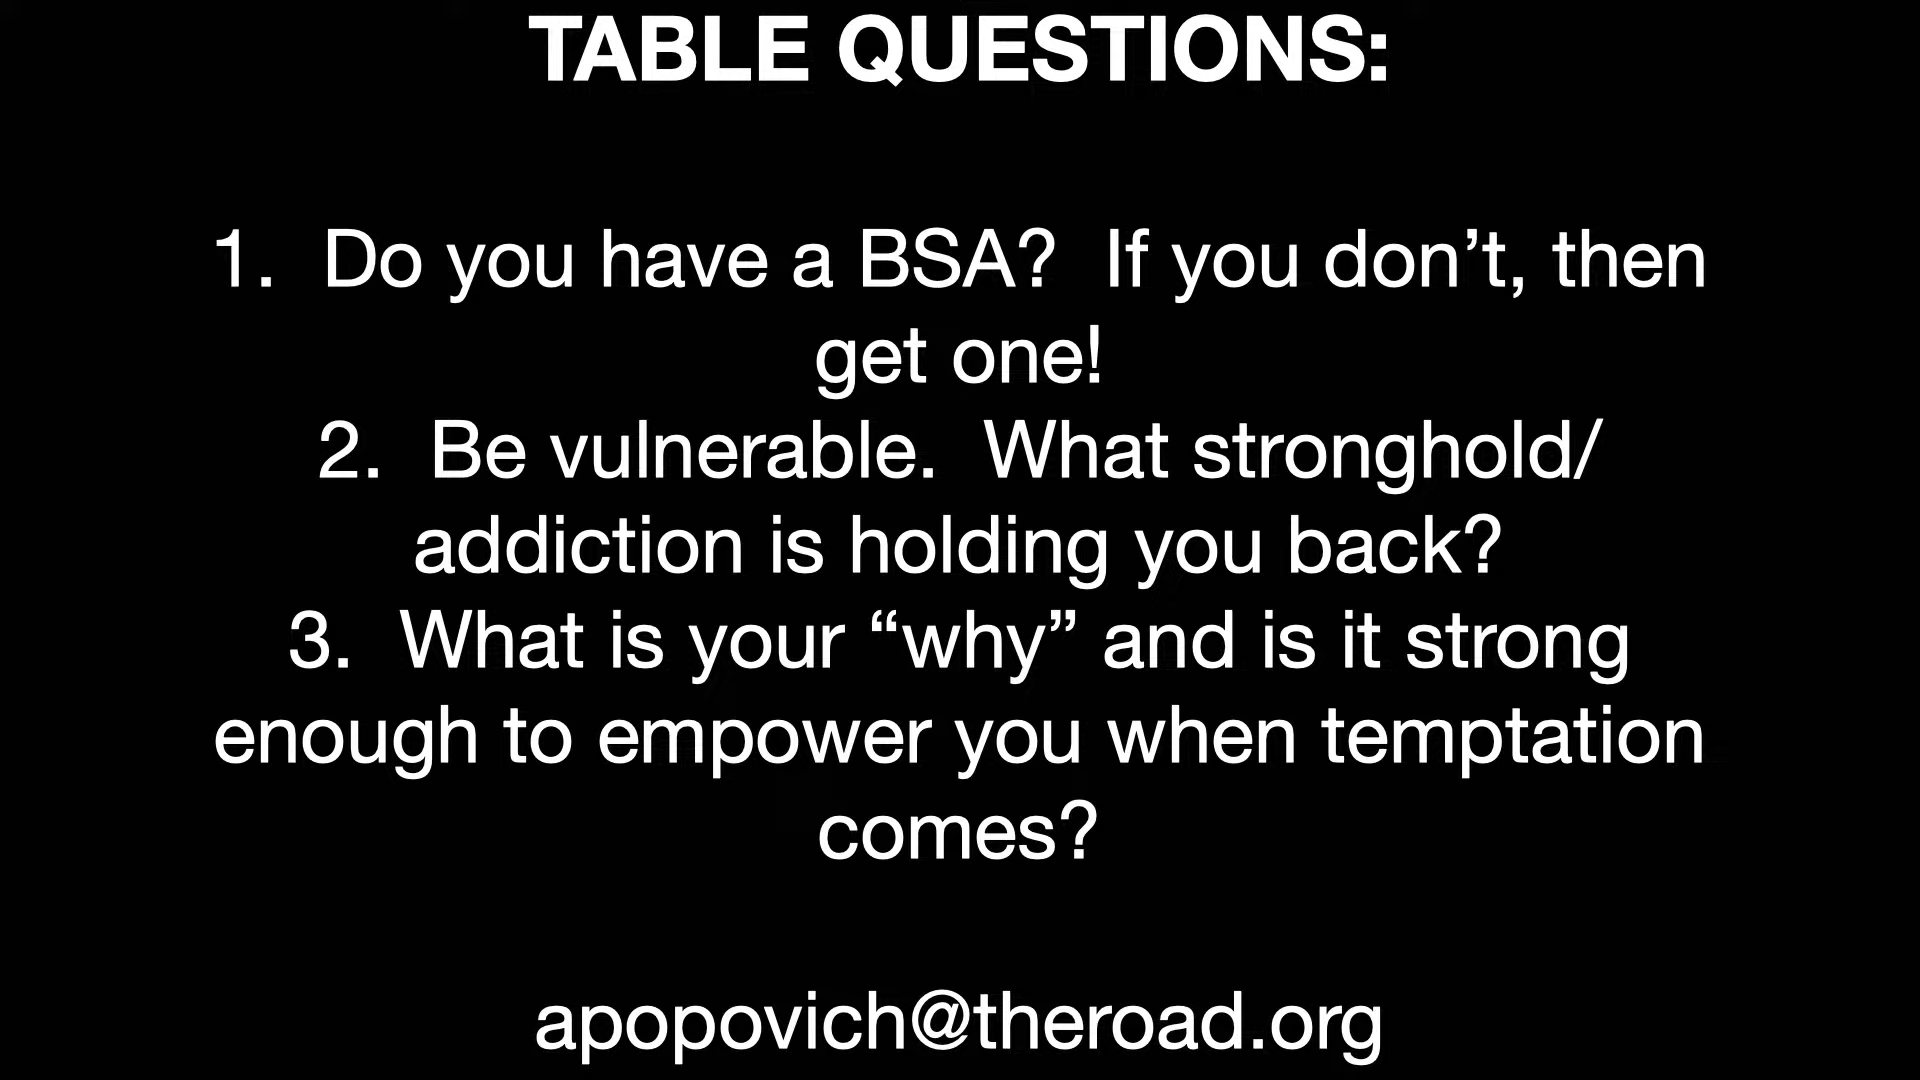 TABLE QUESTIONS:
1.  Do you have a BSA?  If you don’t, then
get one!
2.  Be vulnerable.  What stronghold/
addiction is holding you back?
3.  What is your “why” and is it strong
enough to empower you when temptation
comes?
apopovich@theroad.org